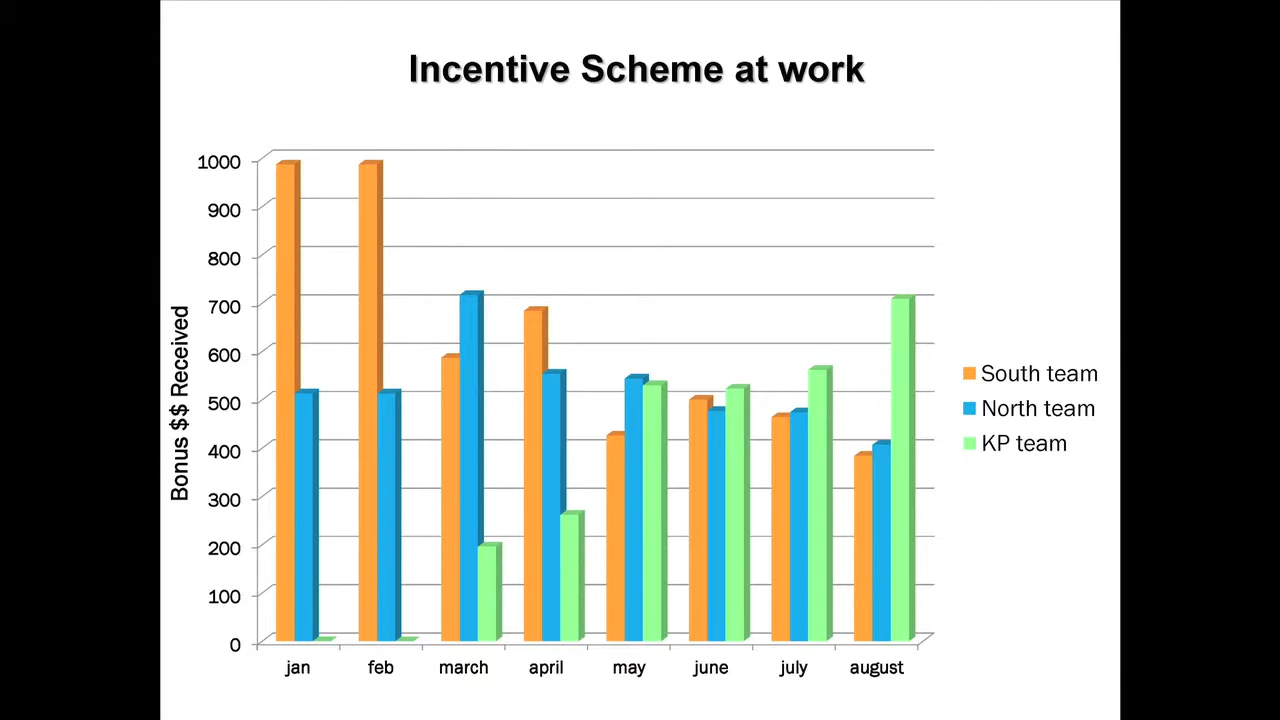 Incentive Scheme at work
Bonus $$ Received
1000
900
800
700
600
500
400
300
200
100
0
jan feb march april may june july august
South team
North team
KP team